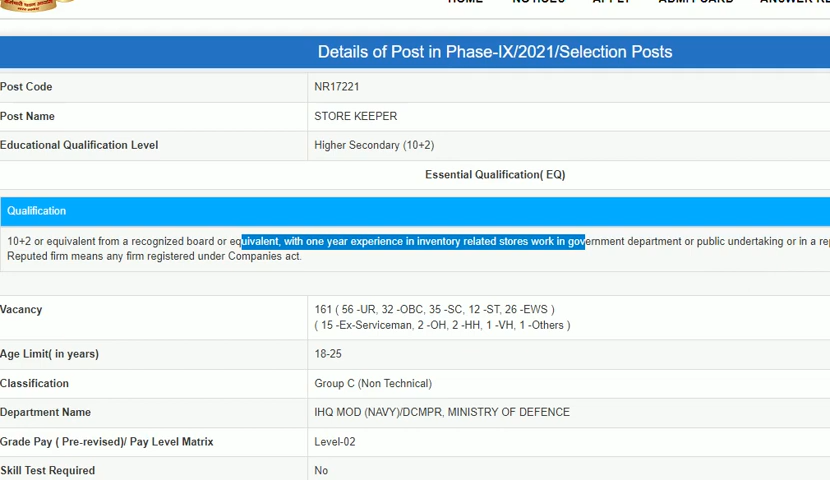 HOME NOTICES APPLY ADMIT CARD ANSWER
Details of Post in Phase-IX/2021/Selection Posts
Post Code NR17221
Post Name STORE KEEPER
Educational Qualification Level Higher Secondary (10+2)
Essential Qualification( EQ)
Qualification
10+2 or equivalent from a recognized board or equivalent, with one year experience in inventory related stores work in government department or public undertaking or in a
Reputed firm means any firm registered under Companies act.
Vacancy 161 ( 56 -UR, 32 -OBC, 35 -SC, 12 -ST, 26 -EWS )
( 15 -Ex-Serviceman, 2 -OH, 2 -HH, 1 -VH, 1 -Others )
Age Limit( in years) 18-25
Classification Group C (Non Technical)
Department Name IHQ MOD (NAVY)/DCMPR, MINISTRY OF DEFENCE
Grade Pay ( Pre-revised)/ Pay Level Matrix Level-02
Skill Test Required No